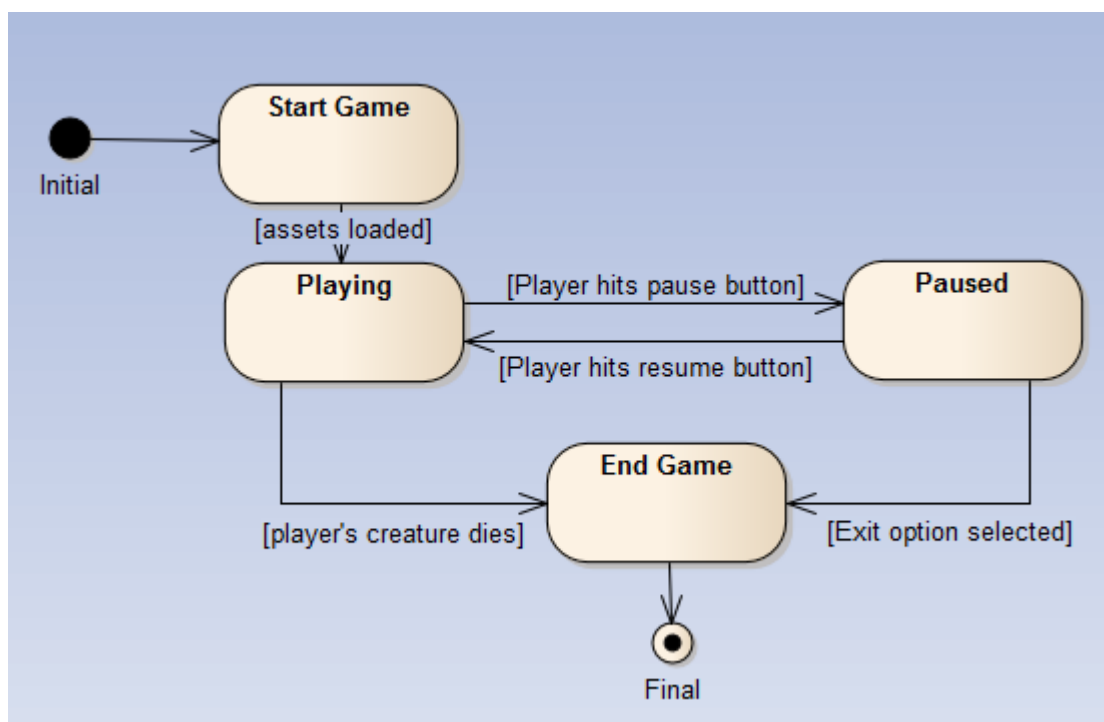 Start Game
Initial
[assets loaded]
Playing
[Player hits pause button]
Paused
[Player hits resume button]
End Game
[player's creature dies]
[Exit option selected]
Final